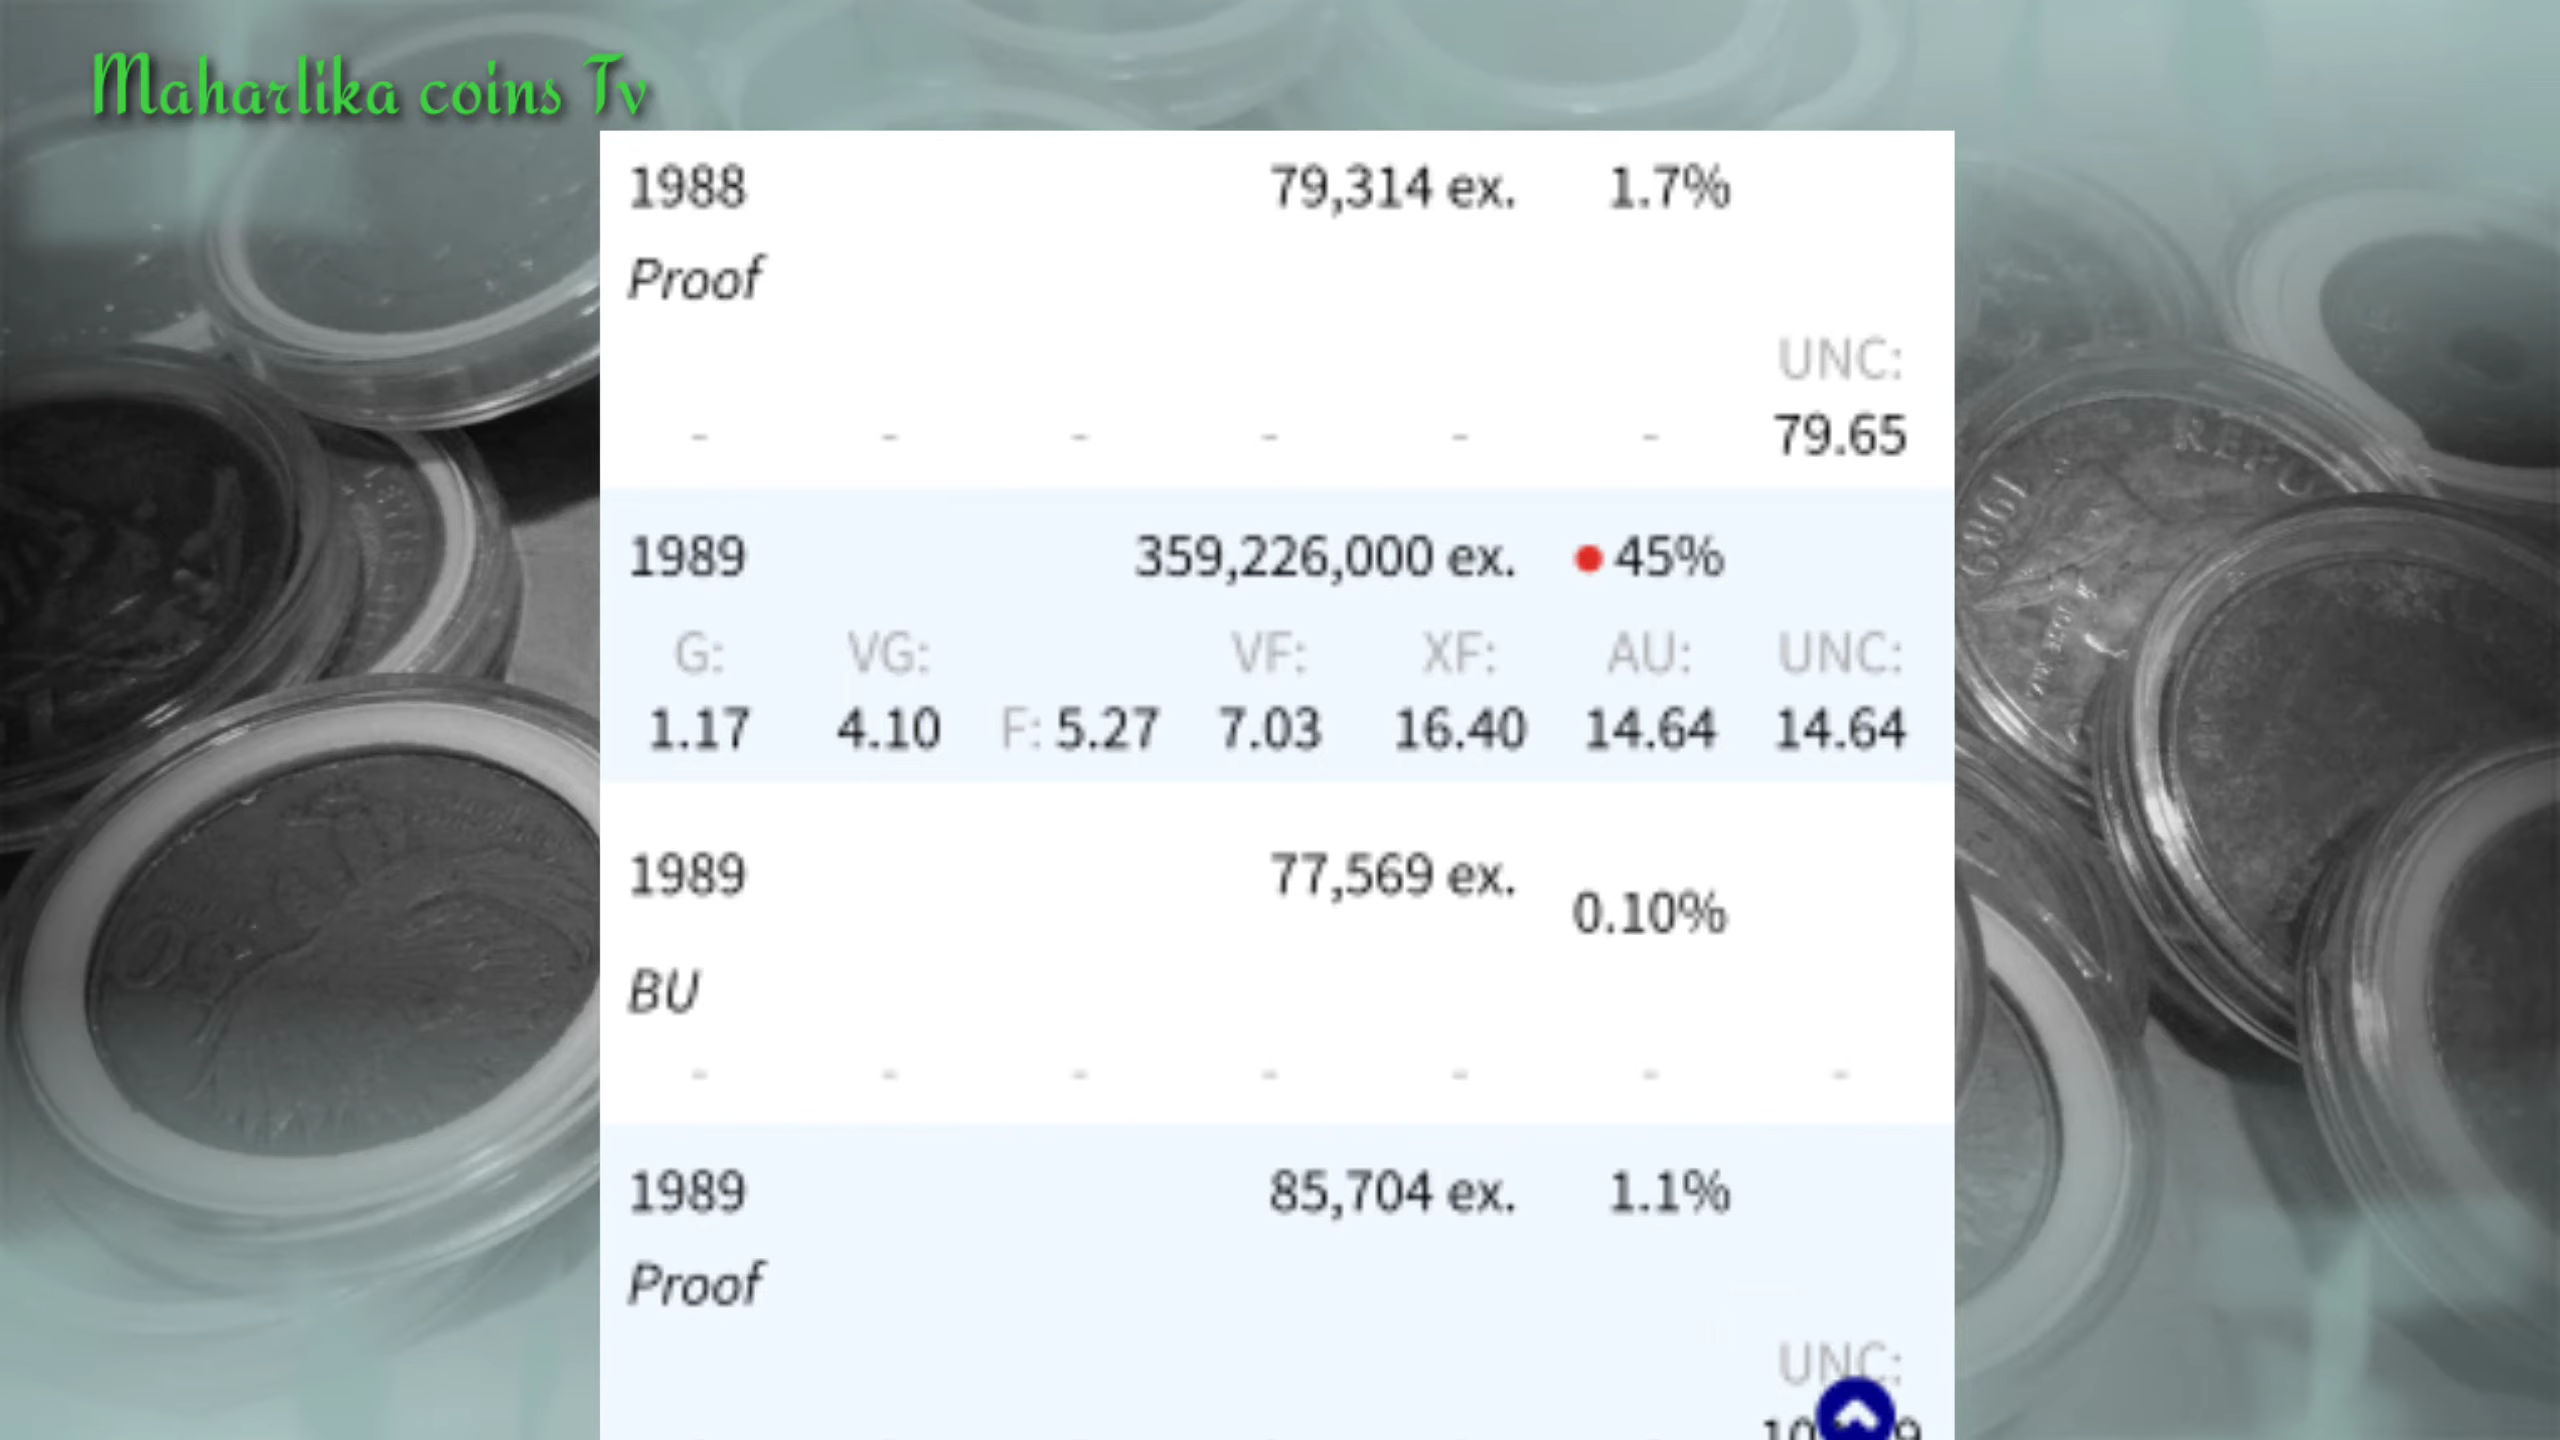 Maharlika coins Tv
1988 79,314 ex. 1.7%
Proof
UNC:
- - - - - - 79.65
1989 359,226,000 ex. 45%
G: VG: VF: XF: AU: UNC:
1.17 4.10 F: 5.27 7.03 16.40 14.64 14.64
1989 77,569 ex. 0.10%
BU
- - - - - - -
1989 85,704 ex. 1.1%
Proof
UNC:
1989
REPU